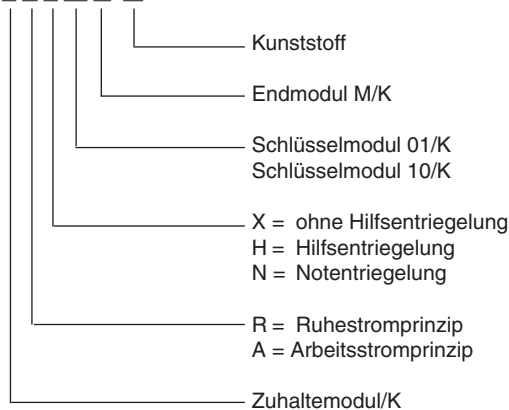 Kunststoff
Endmodul M/K
Schlüsselmodul 01/K
Schlüsselmodul 10/K
X = ohne Hilfsentriegelung
H = Hilfsentriegelung
N = Notentriegelung
R = Ruhestromprinzip
A = Arbeitsstromprinzip
Zuhaltemodul/K